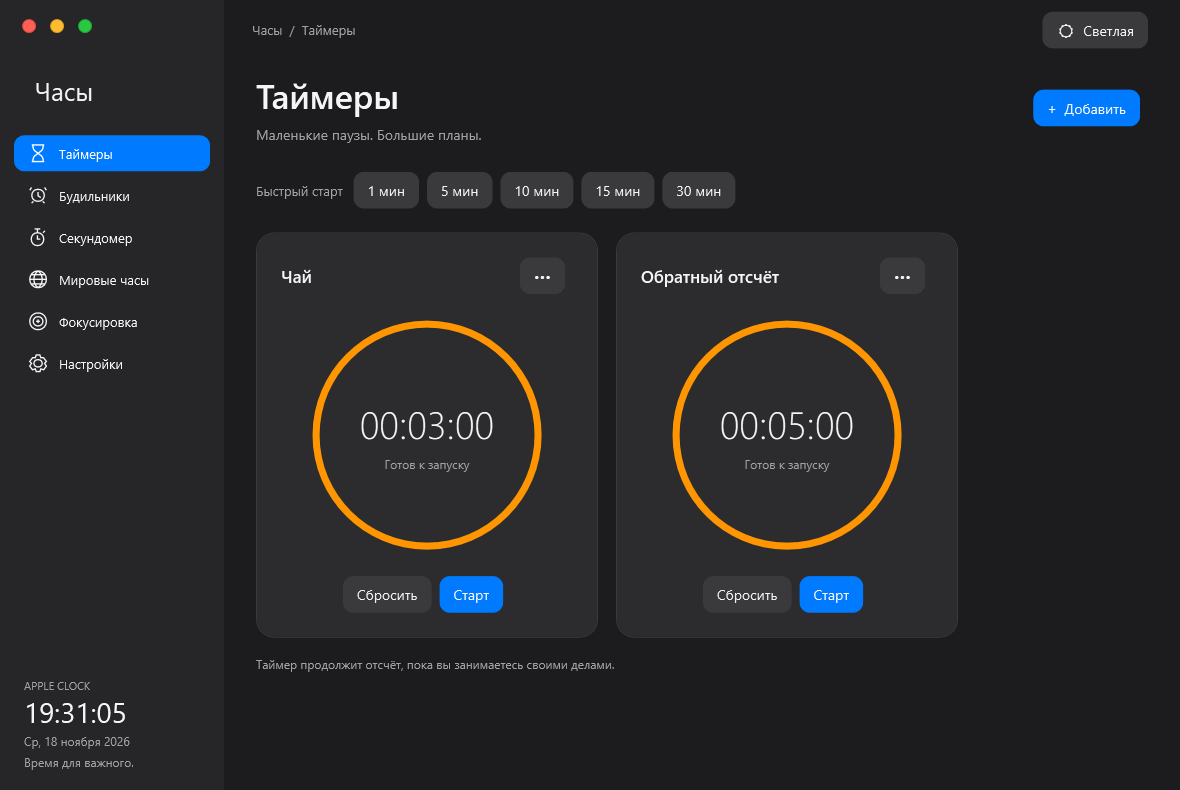 Часы
Таймеры
Будильники
Секундомер
Мировые часы
Фокусировка
Настройки
APPLE CLOCK
19:31:05
Ср, 18 ноября 2026
Время для важного.
Часы / Таймеры
Светлая
Таймеры
Маленькие паузы. Большие планы.
+ Добавить
Быстрый старт 1 мин 5 мин 10 мин 15 мин 30 мин
Чай
00:03:00
Готов к запуску
Сбросить Старт
Обратный отсчёт
00:05:00
Готов к запуску
Сбросить Старт
Таймер продолжит отсчёт, пока вы занимаетесь своими делами.